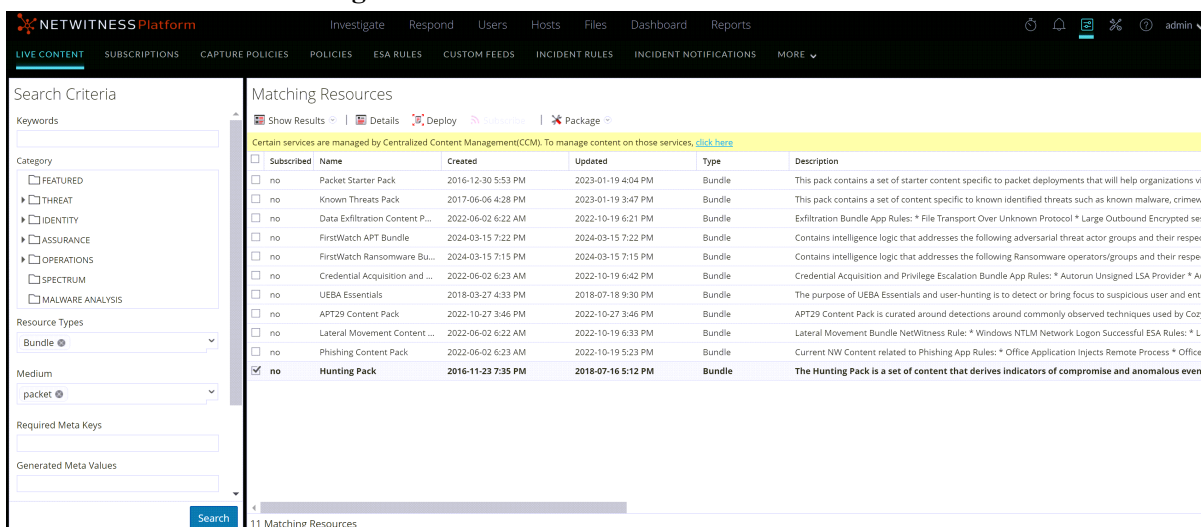 NETWITNESS Platform
Investigate Respond Users Hosts Files Dashboard Reports
admin
LIVE CONTENT SUBSCRIPTIONS CAPTURE POLICIES POLICIES ESA RULES CUSTOM FEEDS INCIDENT RULES INCIDENT NOTIFICATIONS MORE
Search Criteria
Keywords
Category
FEATURED
THREAT
IDENTITY
ASSURANCE
OPERATIONS
SPECTRUM
MALWARE ANALYSIS
Resource Types
Bundle
Medium
packet
Required Meta Keys
Generated Meta Values
Search
Matching Resources
Show Results Details Deploy Subscribe Package
Certain services are managed by Centralized Content Management(CCM). To manage content on those services, click here
Subscribed Name Created Updated Type Description
no Packet Starter Pack 2016-12-30 5:53 PM 2023-01-19 4:04 PM Bundle This pack contains a set of starter content specific to packet deployments that will help organizations vi
no Known Threats Pack 2017-06-06 4:28 PM 2023-01-19 3:47 PM Bundle This pack contains a set of content specific to known identified threats such as known malware, crimew
no Data Exfiltration Content P... 2022-06-02 6:22 AM 2022-10-19 6:21 PM Bundle Exfiltration Bundle App Rules: * File Transport Over Unknown Protocol * Large Outbound Encrypted ses
no FirstWatch APT Bundle 2024-03-15 7:22 PM 2024-03-15 7:22 PM Bundle Contains intelligence logic that addresses the following adversarial threat actor groups and their respec
no FirstWatch Ransomware Bu... 2024-03-15 7:15 PM 2024-03-15 7:15 PM Bundle Contains intelligence logic that addresses the following Ransomware operators/groups and their respe
no Credential Acquisition and ... 2022-06-02 6:23 AM 2022-10-19 6:42 PM Bundle Credential Acquisition and Privilege Escalation Bundle App Rules: * Autorun Unsigned LSA Provider * A
no UEBA Essentials 2018-03-27 4:33 PM 2018-07-18 9:30 PM Bundle The purpose of UEBA Essentials and user-hunting is to detect or bring focus to suspicious user and ent
no APT29 Content Pack 2022-10-27 3:46 PM 2022-10-27 3:46 PM Bundle APT29 Content Pack is curated around detections around commonly observed techniques used by Coz
no Lateral Movement Content ... 2022-06-02 6:22 AM 2022-10-19 6:33 PM Bundle Lateral Movement Bundle NetWitness Rule: * Windows NTLM Network Logon Successful ESA Rules: * L
no Phishing Content Pack 2022-06-02 6:23 AM 2022-10-19 5:23 PM Bundle Current NW Content related to Phishing App Rules: * Office Application Injects Remote Process * Office
no Hunting Pack 2016-11-23 7:35 PM 2018-07-16 5:12 PM Bundle The Hunting Pack is a set of content that derives indicators of compromise and anomalous even
11 Matching Resources